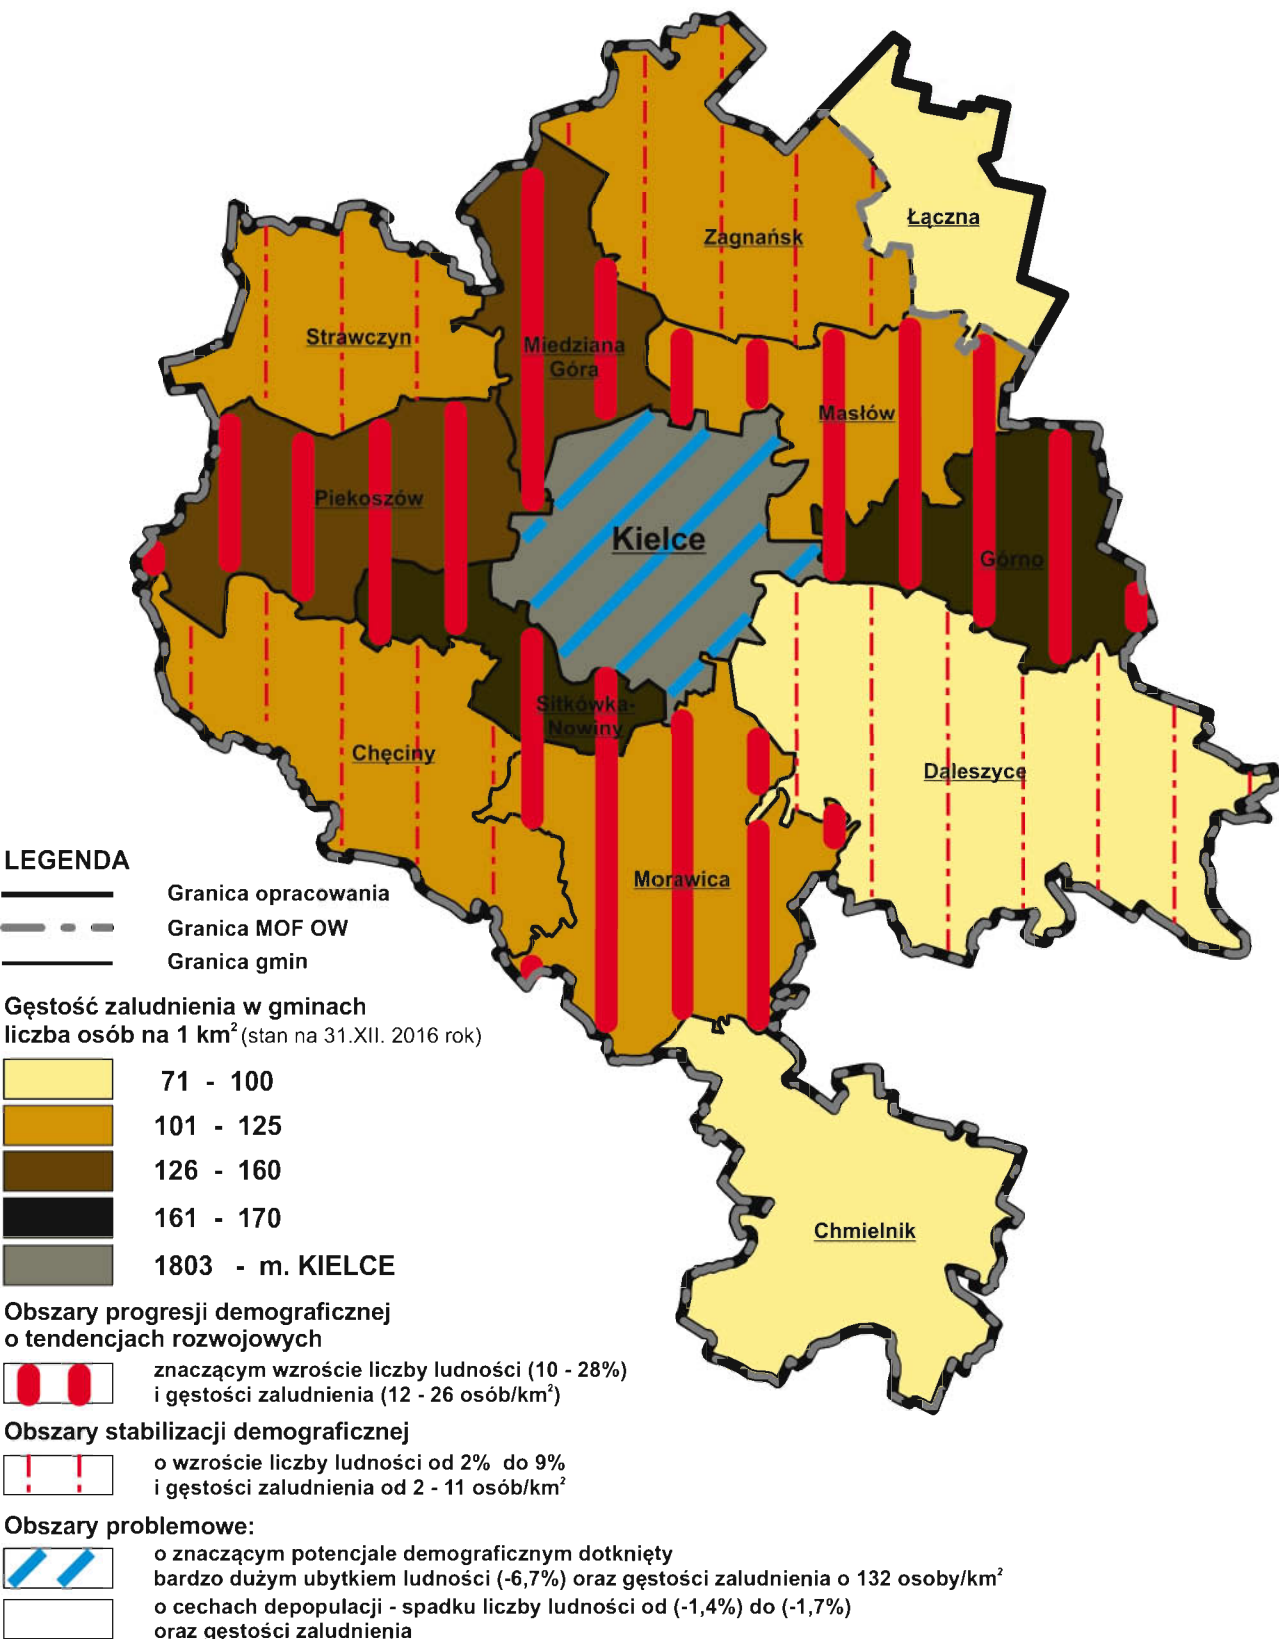 Łączna
Zagnańsk
Strawczyn
Miedziana
Góra
Masłów
Piekoszów
Kielce
Górno
Sitkówka-
Nowiny
Chęciny
Daleszyce
Morawica
Chmielnik
LEGENDA
Granica opracowania
Granica MOF OW
Granica gmin
Gęstość zaludnienia w gminach
liczba osób na 1 km² (stan na 31.XII. 2016 rok)
71 - 100
101 - 125
126 - 160
161 - 170
1803 - m. KIELCE
Obszary progresji demograficznej
o tendencjach rozwojowych
znaczącym wzroście liczby ludności (10 - 28%)
i gęstości zaludnienia (12 - 26 osób/km²)
Obszary stabilizacji demograficznej
o wzroście liczby ludności od 2% do 9%
i gęstości zaludnienia od 2 - 11 osób/km²
Obszary problemowe:
o znaczącym potencjale demograficznym dotknięty
bardzo dużym ubytkiem ludności (-6,7%) oraz gęstości zaludnienia o 132 osoby/km²
o cechach depopulacji - spadku liczby ludności od (-1,4%) do (-1,7%)
oraz gęstości zaludnienia